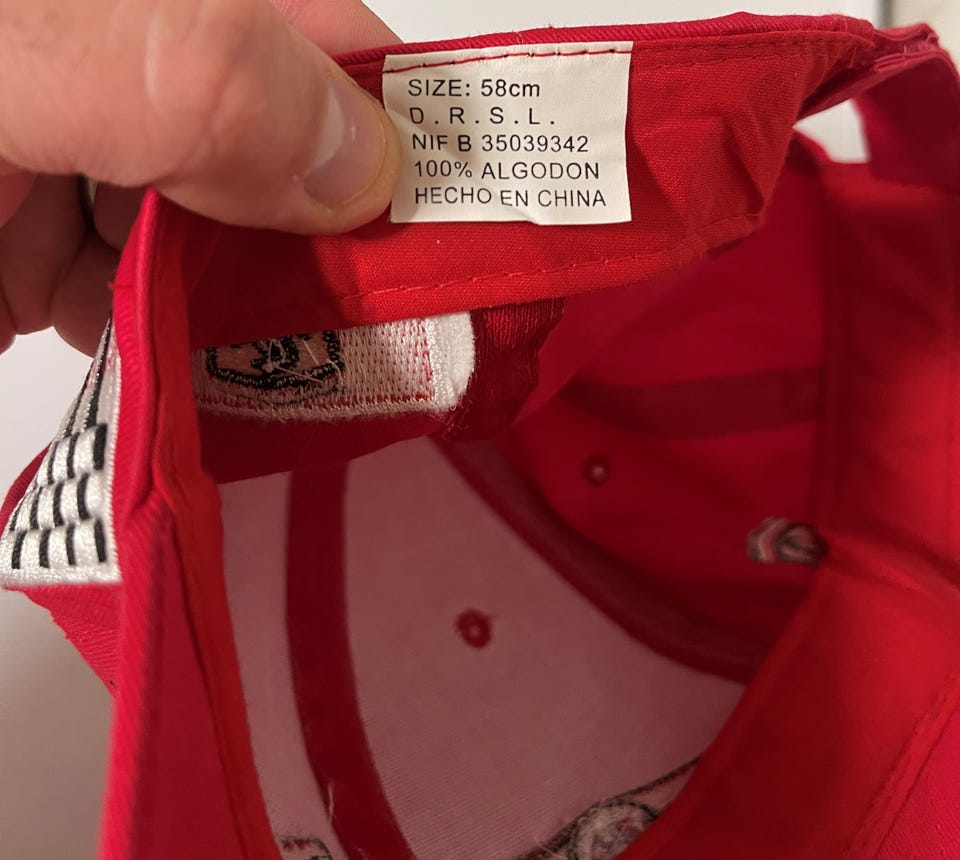 SIZE: 58cm
D.R.S.L.
NIF B 35039342
100% ALGODON
HECHO EN CHINA